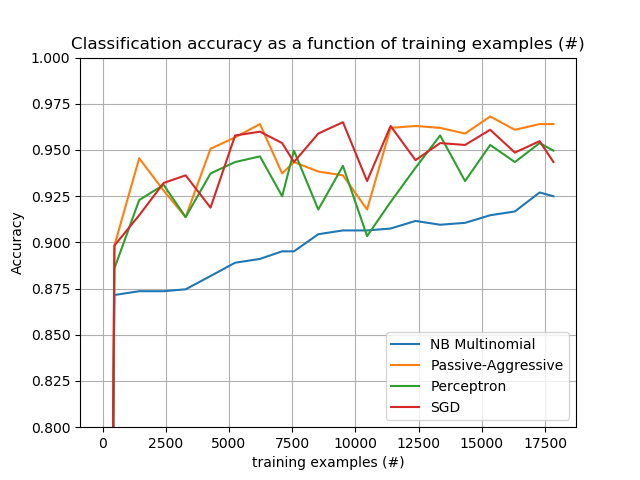 Classification accuracy as a function of training examples (#)
1.000
0.975
0.950
0.925
0.900
0.875
0.850
0.825
0.800
Accuracy
NB Multinomial
Passive-Aggressive
Perceptron
SGD
0 2500 5000 7500 10000 12500 15000 17500
training examples (#)